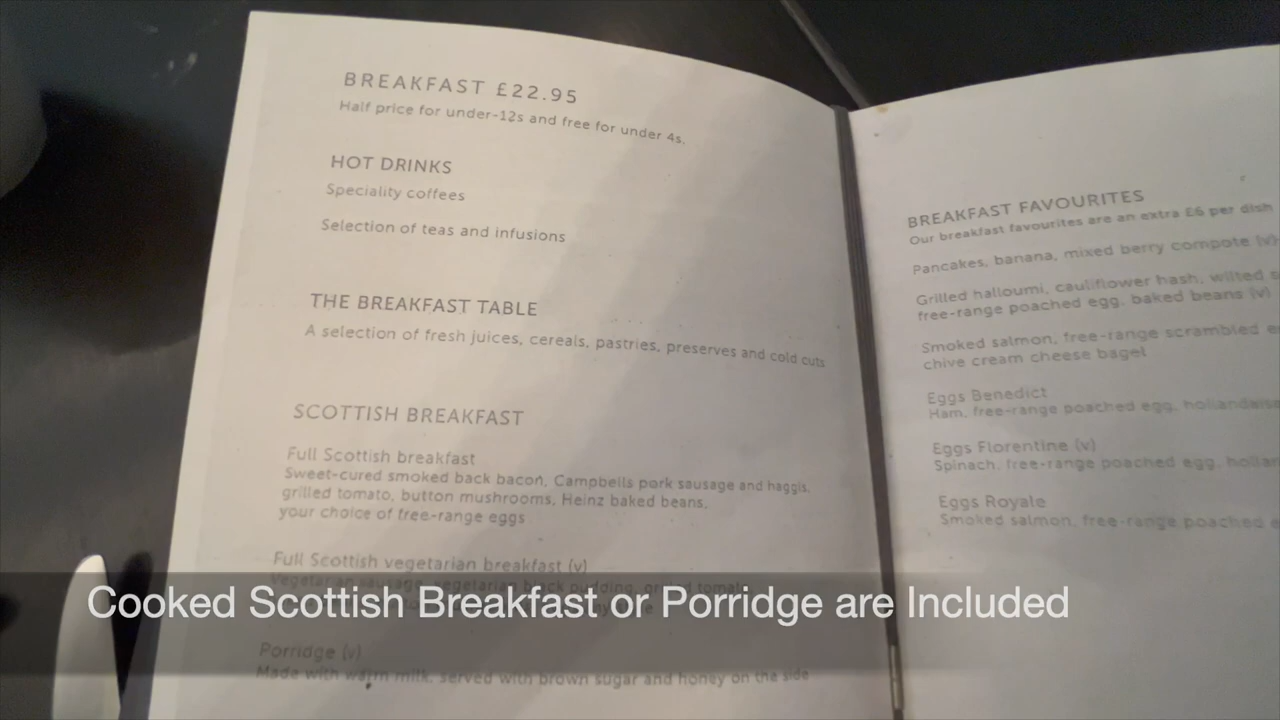 BREAKFAST £22.95
Half price for under-12s and free for under 4s.
HOT DRINKS
Speciality coffees
Selection of teas and infusions
THE BREAKFAST TABLE
A selection of fresh juices, cereals, pastries, preserves and cold cuts
SCOTTISH BREAKFAST
Full Scottish breakfast
Sweet-cured smoked back bacon, Campbells pork sausage and haggis,
grilled tomato, button mushrooms, Heinz baked beans,
your choice of free-range eggs
Full Scottish vegetarian breakfast (v)
Vegetarian sausage, vegetarian black pudding, grilled tomato
Cooked Scottish Breakfast or Porridge are Included
Porridge (v)
Made with warm milk, served with brown sugar and honey on the side
BREAKFAST FAVOURITES
Our breakfast favourites are an extra £6 per dish
Pancakes, banana, mixed berry compote (v)
Grilled halloumi, cauliflower hash, wilted
free-range poached egg, baked beans (v)
Smoked salmon, free-range scrambled
chive cream cheese bagel
Eggs Benedict
Ham, free-range poached egg, hollandaise
Eggs Florentine (v)
Spinach, free-range poached egg,
Eggs Royale
Smoked salmon, free-range poached